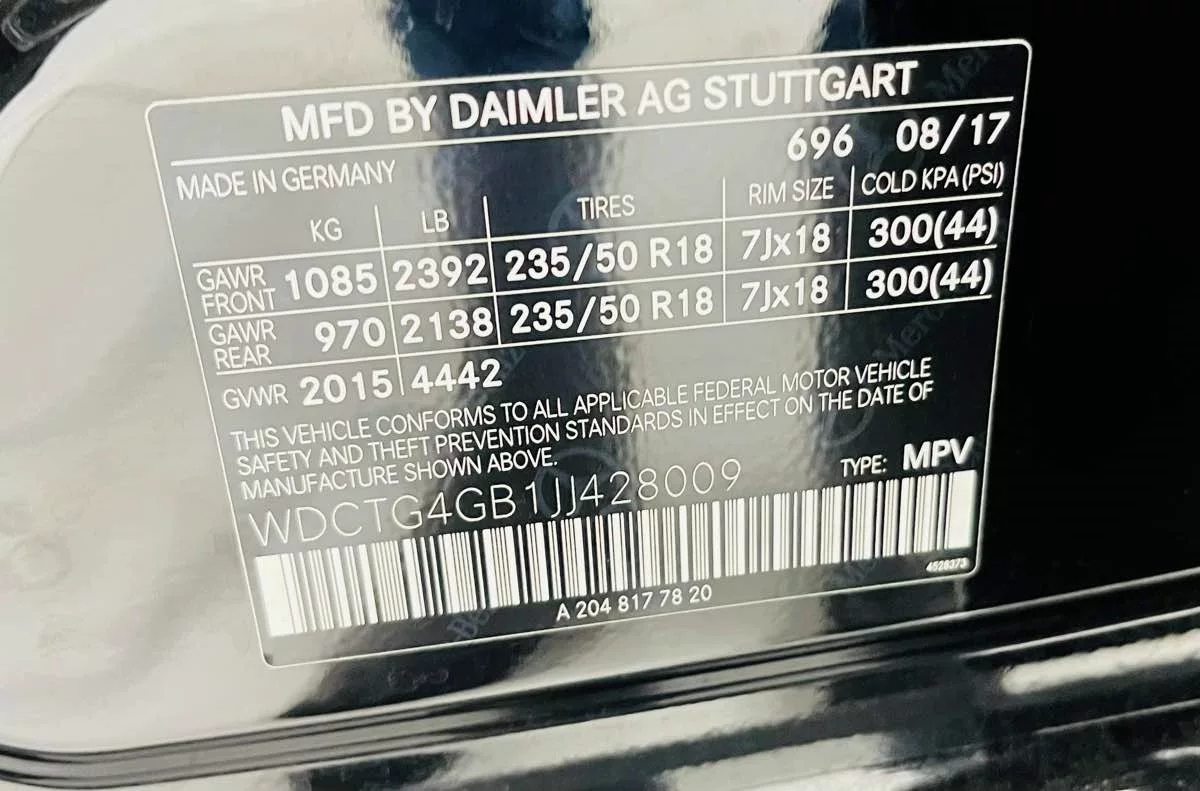 MFD BY DAIMLER AG STUTTGART
696 08/17
MADE IN GERMANY
KG LB TIRES RIM SIZE COLD KPA (PSI)
GAWR FRONT 1085 2392 235/50 R18 7Jx18 300(44)
GAWR REAR 970 2138 235/50 R18 7Jx18 300(44)
GVWR 2015 4442
THIS VEHICLE CONFORMS TO ALL APPLICABLE FEDERAL MOTOR VEHICLE
SAFETY AND THEFT PREVENTION STANDARDS IN EFFECT ON THE DATE OF
MANUFACTURE SHOWN ABOVE.
TYPE: MPV
WDCTG4GB1JJ428009
4528373
A 204 817 78 20